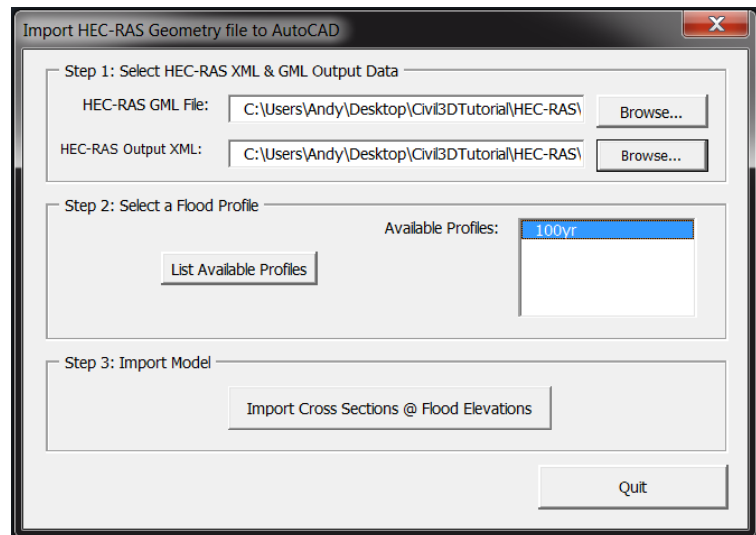 Import HEC-RAS Geometry file to AutoCAD
X
Step 1: Select HEC-RAS XML & GML Output Data
HEC-RAS GML File: C:\Users\Andy\Desktop\Civil3DTutorial\HEC-RAS\ Browse...
HEC-RAS Output XML: C:\Users\Andy\Desktop\Civil3DTutorial\HEC-RAS\ Browse...
Step 2: Select a Flood Profile
Available Profiles: 100yr
List Available Profiles
Step 3: Import Model
Import Cross Sections @ Flood Elevations
Quit